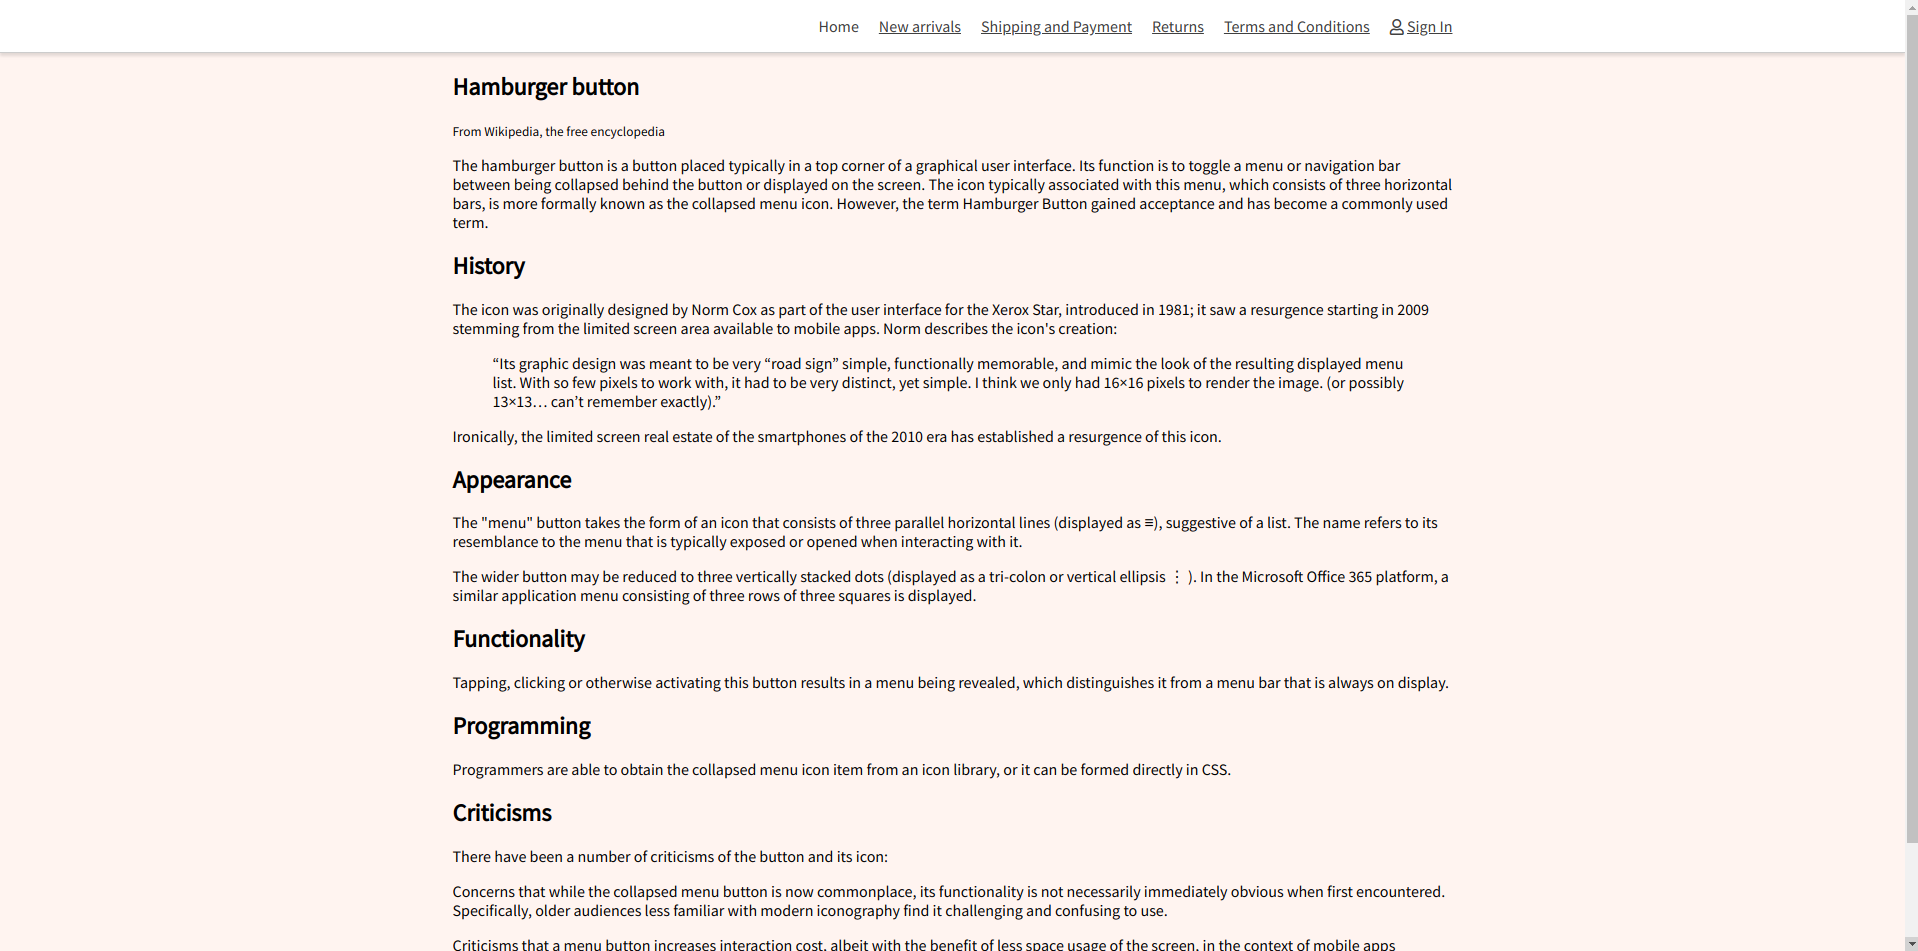 Home New arrivals Shipping and Payment Returns Terms and Conditions Sign In
Hamburger button
From Wikipedia, the free encyclopedia
The hamburger button is a button placed typically in a top corner of a graphical user interface. Its function is to toggle a menu or navigation bar
between being collapsed behind the button or displayed on the screen. The icon typically associated with this menu, which consists of three horizontal
bars, is more formally known as the collapsed menu icon. However, the term Hamburger Button gained acceptance and has become a commonly used
term.
History
The icon was originally designed by Norm Cox as part of the user interface for the Xerox Star, introduced in 1981; it saw a resurgence starting in 2009
stemming from the limited screen area available to mobile apps. Norm describes the icon's creation:
“Its graphic design was meant to be very “road sign” simple, functionally memorable, and mimic the look of the resulting displayed menu
list. With so few pixels to work with, it had to be very distinct, yet simple. I think we only had 16×16 pixels to render the image. (or possibly
13×13… can’t remember exactly).”
Ironically, the limited screen real estate of the smartphones of the 2010 era has established a resurgence of this icon.
Appearance
The "menu" button takes the form of an icon that consists of three parallel horizontal lines (displayed as ≡), suggestive of a list. The name refers to its
resemblance to the menu that is typically exposed or opened when interacting with it.
The wider button may be reduced to three vertically stacked dots (displayed as a tri-colon or vertical ellipsis ⋮ ). In the Microsoft Office 365 platform, a
similar application menu consisting of three rows of three squares is displayed.
Functionality
Tapping, clicking or otherwise activating this button results in a menu being revealed, which distinguishes it from a menu bar that is always on display.
Programming
Programmers are able to obtain the collapsed menu icon item from an icon library, or it can be formed directly in CSS.
Criticisms
There have been a number of criticisms of the button and its icon:
Concerns that while the collapsed menu button is now commonplace, its functionality is not necessarily immediately obvious when first encountered.
Specifically, older audiences less familiar with modern iconography find it challenging and confusing to use.
Criticisms that a menu button increases interaction cost, albeit with the benefit of less space usage of the screen, in the context of mobile apps